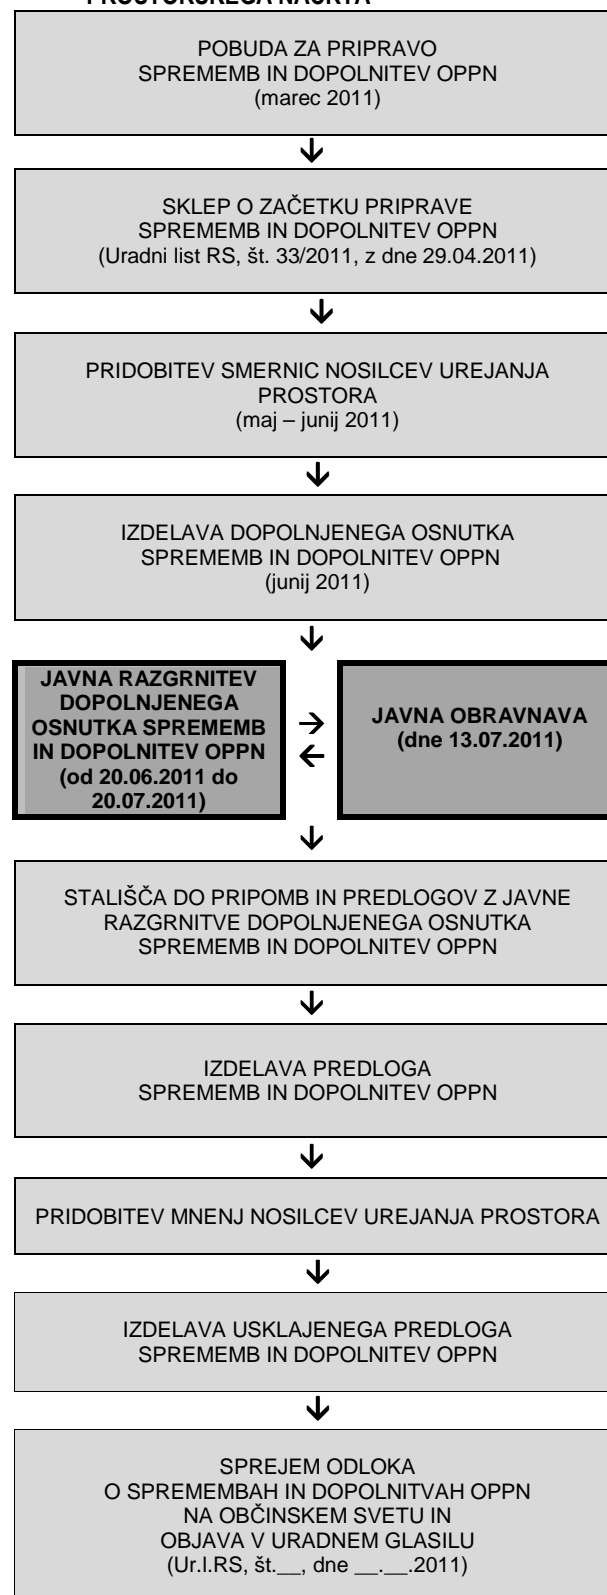 PROSTORSKEGA NAČRTA
POBUDA ZA PRIPRAVO
SPREMEMB IN DOPOLNITEV OPPN
(marec 2011)
SKLEP O ZAČETKU PRIPRAVE
SPREMEMB IN DOPOLNITEV OPPN
(Uradni list RS, št. 33/2011, z dne 29.04.2011)
PRIDOBITEV SMERNIC NOSILCEV UREJANJA
PROSTORA
(maj – junij 2011)
IZDELAVA DOPOLNJENEGA OSNUTKA
SPREMEMB IN DOPOLNITEV OPPN
(junij 2011)
JAVNA RAZGRNITEV
DOPOLNJENEGA
OSNUTKA SPREMEMB
IN DOPOLNITEV OPPN
(od 20.06.2011 do
20.07.2011)
JAVNA OBRAVNAVA
(dne 13.07.2011)
STALIŠČA DO PRIPOMB IN PREDLOGOV Z JAVNE
RAZGRNITVE DOPOLNJENEGA OSNUTKA
SPREMEMB IN DOPOLNITEV OPPN
IZDELAVA PREDLOGA
SPREMEMB IN DOPOLNITEV OPPN
PRIDOBITEV MNENJ NOSILCEV UREJANJA PROSTORA
IZDELAVA USKLAJENEGA PREDLOGA
SPREMEMB IN DOPOLNITEV OPPN
SPREJEM ODLOKA
O SPREMEMBAH IN DOPOLNITVAH OPPN
NA OBČINSKEM SVETU IN
OBJAVA V URADNEM GLASILU
(Ur.l.RS, št.__, dne __.__.2011)